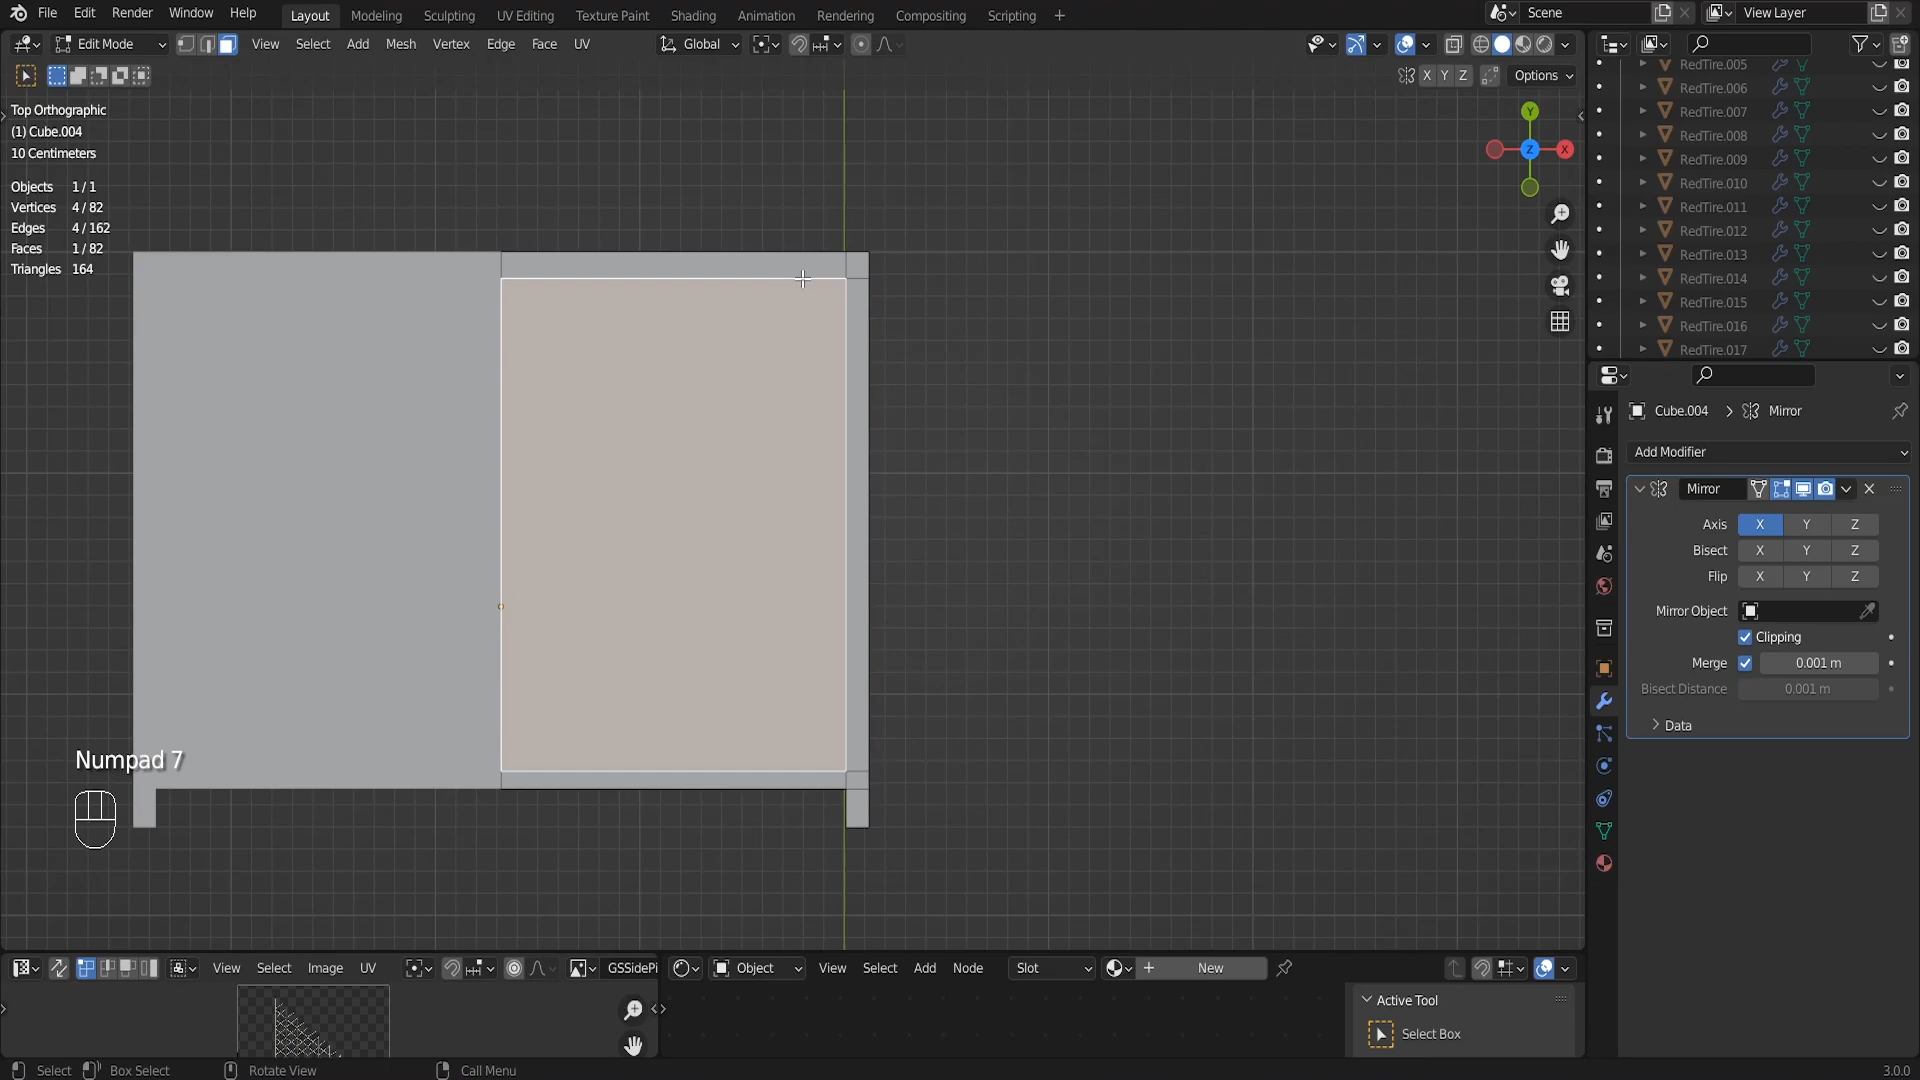 File Edit Render Window Help Layout Modeling Sculpting UV Editing Texture Paint Shading Animation Rendering Compositing Scripting + Scene View Layer
Edit Mode View Select Add Mesh Vertex Edge Face UV Global
X Y Z Options
Top Orthographic
(1) Cube.004
10 Centimeters
Objects 1/1
Vertices 4/82
Edges 4/162
Faces 1/82
Triangles 164
Y
Z X
Numpad 7
RedTire.005
RedTire.006
RedTire.007
RedTire.008
RedTire.009
RedTire.010
RedTire.011
RedTire.012
RedTire.013
RedTire.014
RedTire.015
RedTire.016
RedTire.017
Cube.004 > Mirror
Add Modifier
Mirror
Axis X Y Z
Bisect X Y Z
Flip X Y Z
Mirror Object
Clipping
Merge 0.001 m
Bisect Distance 0.001 m
Data
View Select Image UV GSSidePi
Object View Select Add Node Slot New
Active Tool
Select Box
Select Box Select Rotate View Call Menu 3.0.0